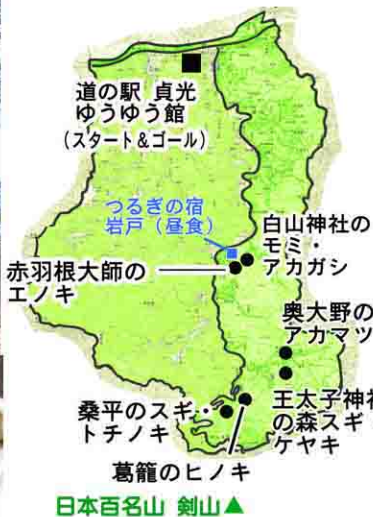 道の駅 貞光
ゆうゆう館
(スタート&ゴール)
つるぎの宿
岩戸(昼食)
白山神社の
モミ・
アカガシ
赤羽根大師の
エノキ
奥大野の
アカマツ
桑平のスギ・
トチノキ
王太子神社
の森スギ
ケヤキ
葛籠のヒノキ
日本百名山 剣山▲